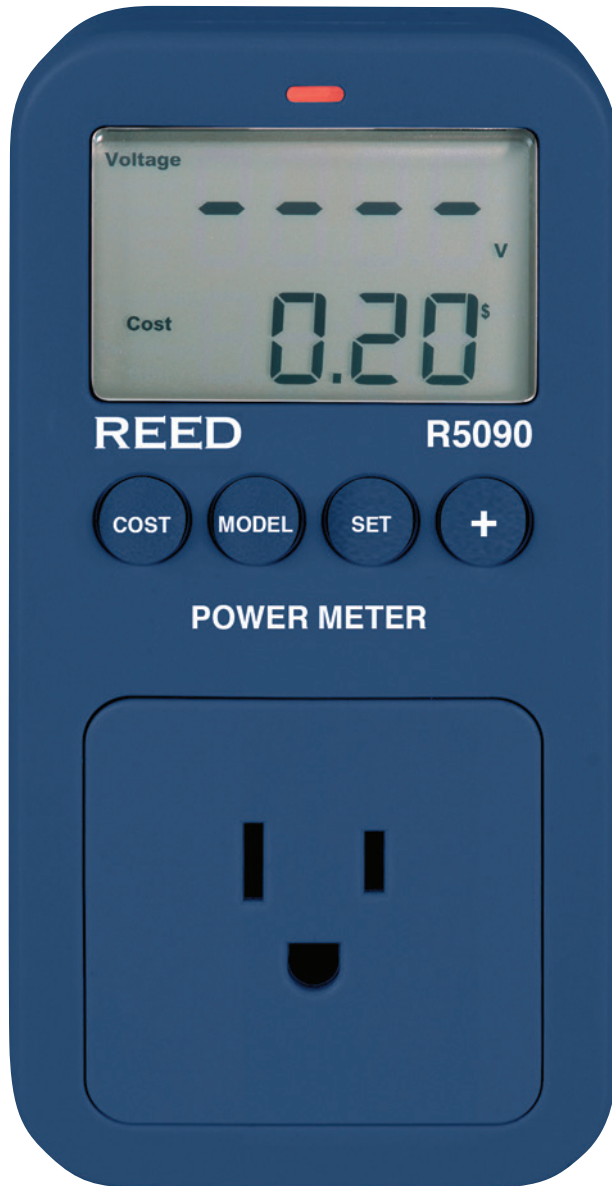 Voltage
- - - -
V
Cost 0.20 $
REED R5090
COST MODEL SET +
POWER METER